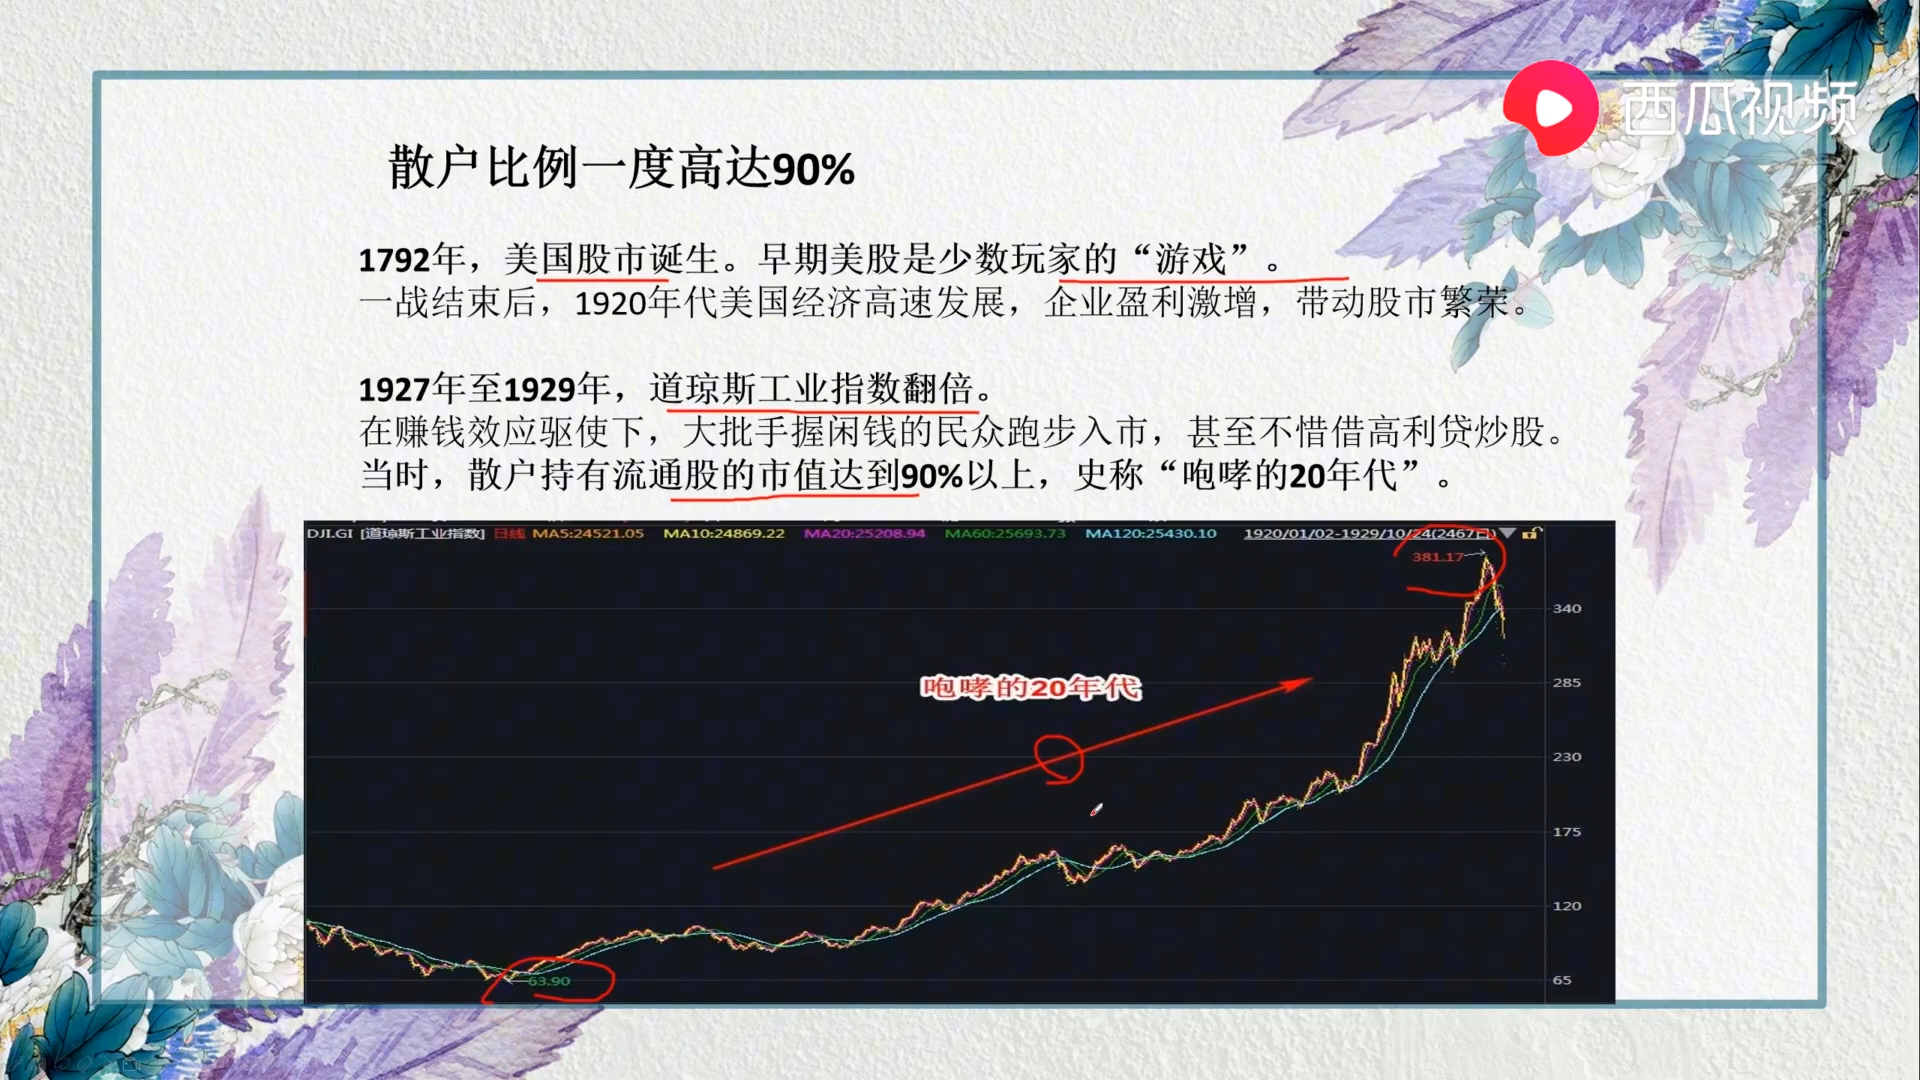 西瓜视频
散户比例一度高达90%
1792年，美国股市诞生。早期美股是少数玩家的“游戏”。
一战结束后，1920年代美国经济高速发展，企业盈利激增，带动股市繁荣。
1927年至1929年，道琼斯工业指数翻倍。
在赚钱效应驱使下，大批手握闲钱的民众跑步入市，甚至不惜借高利贷炒股。
当时，散户持有流通股的市值达到90%以上，史称“咆哮的20年代”。
DJI.GI [道琼斯工业指数] 日线 MA5:24521.05 MA10:24869.22 MA20:25208.94 MA60:25693.73 MA120:25430.10 1920/01/02-1929/10/24(2467日)
381.17
340
咆哮的20年代
285
230
175
120
63.90
65